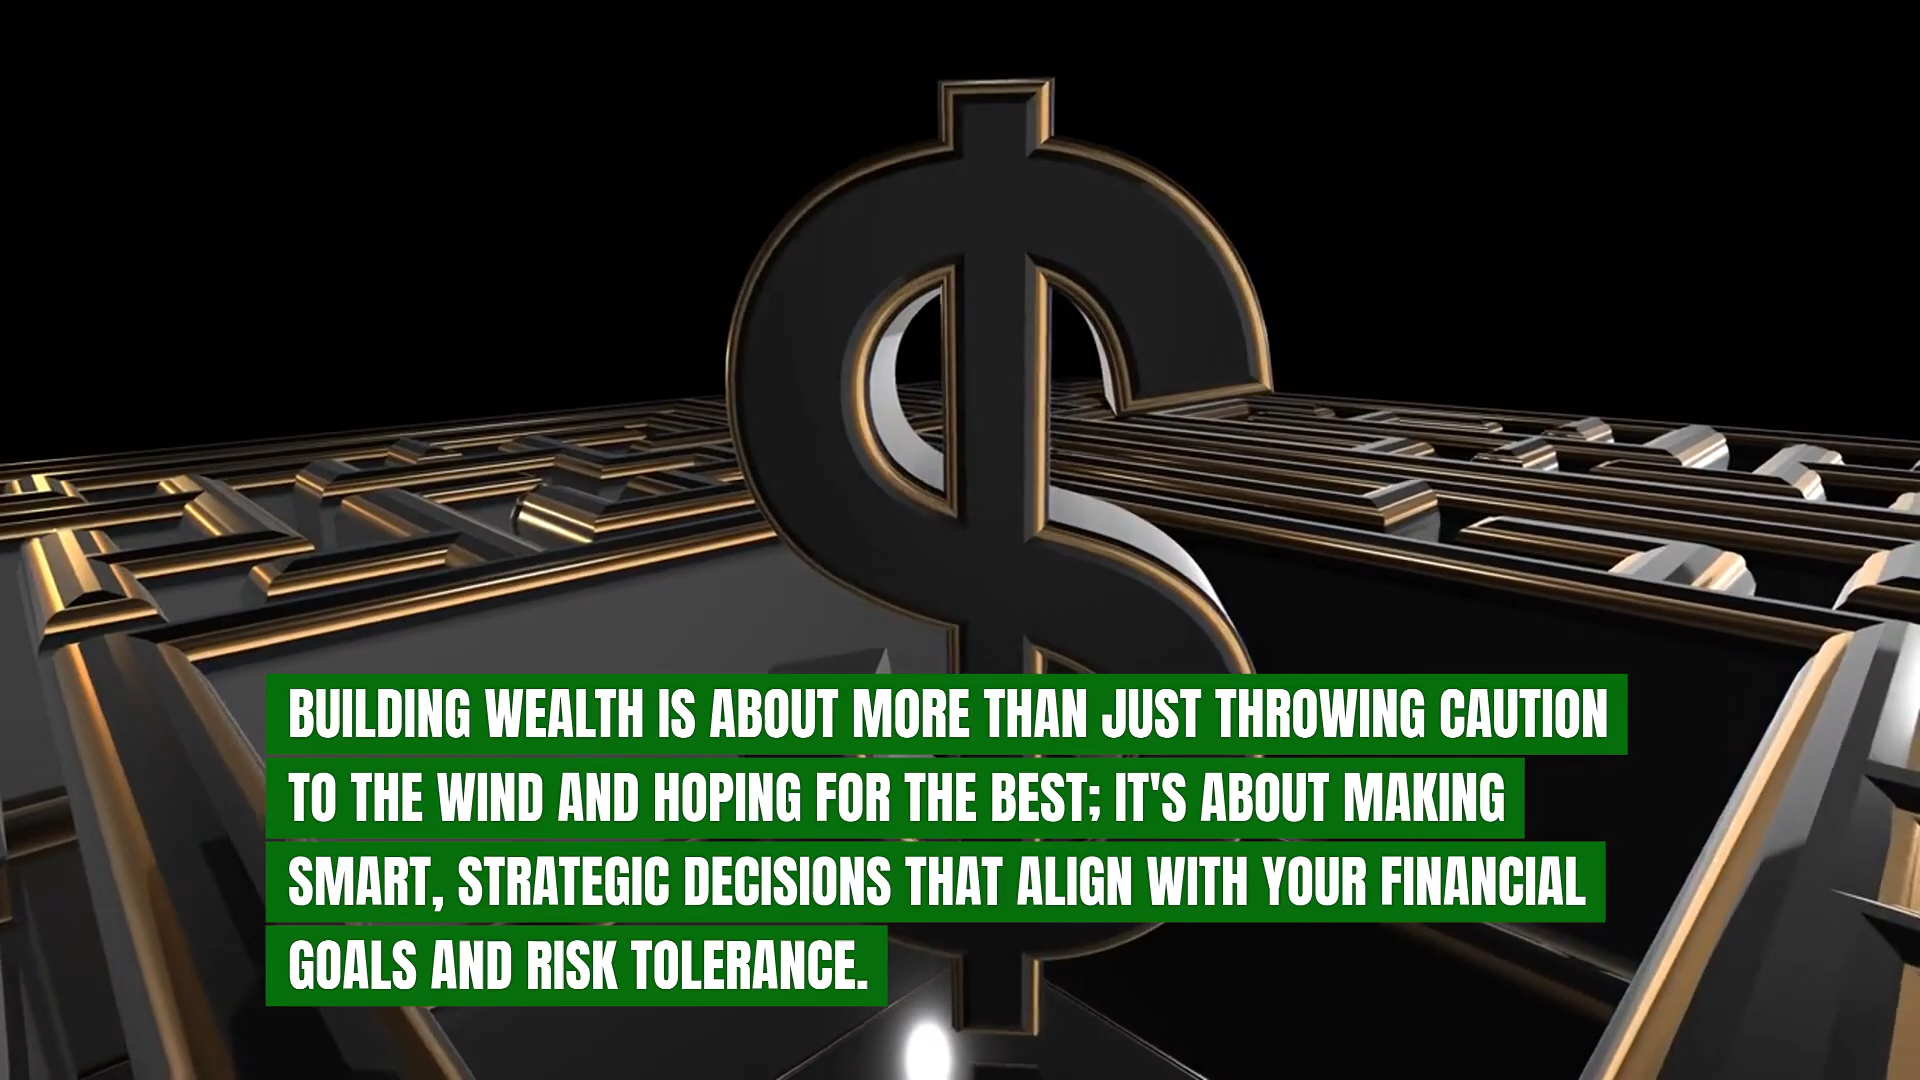 BUILDING WEALTH IS ABOUT MORE THAN JUST THROWING CAUTION
TO THE WIND AND HOPING FOR THE BEST; IT'S ABOUT MAKING
SMART, STRATEGIC DECISIONS THAT ALIGN WITH YOUR FINANCIAL
GOALS AND RISK TOLERANCE.